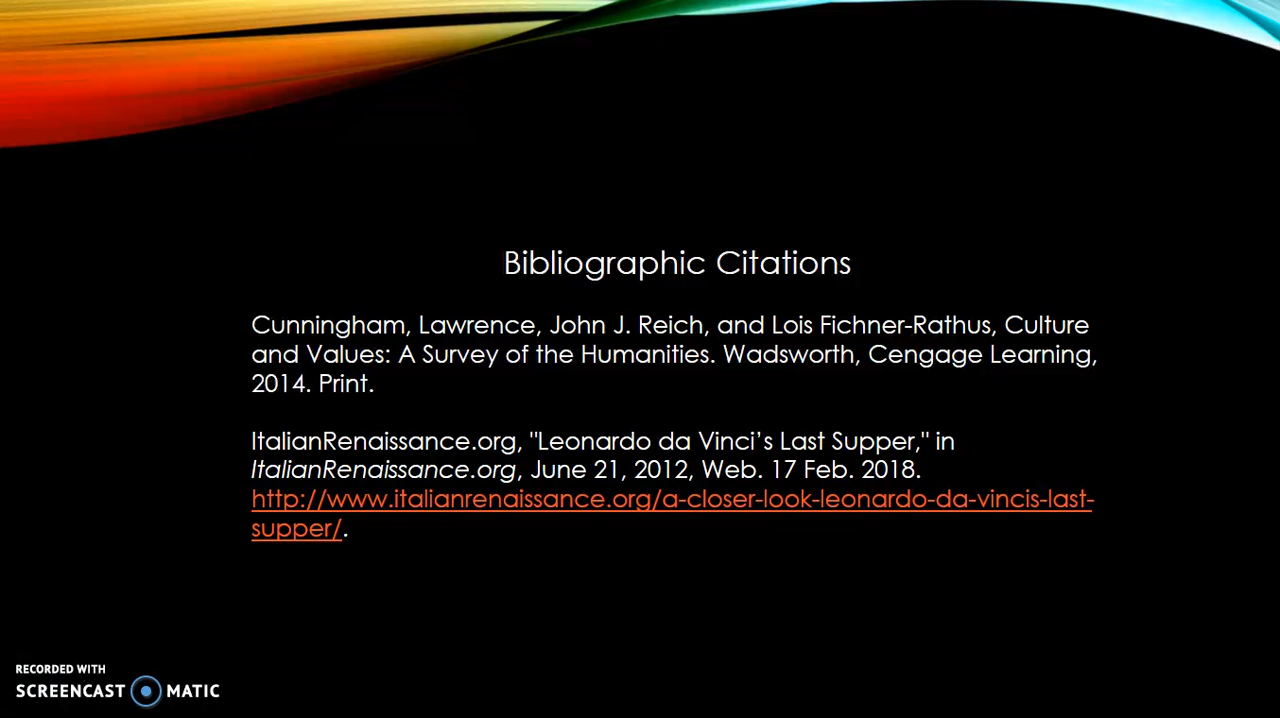 Bibliographic Citations
Cunningham, Lawrence, John J. Reich, and Lois Fichner-Rathus, Culture
and Values: A Survey of the Humanities. Wadsworth, Cengage Learning,
2014. Print.
ItalianRenaissance.org, "Leonardo da Vinci’s Last Supper," in
ItalianRenaissance.org, June 21, 2012, Web. 17 Feb. 2018.
http://www.italianrenaissance.org/a-closer-look-leonardo-da-vincis-last-
supper/.
RECORDED WITH
SCREENCAST MATIC